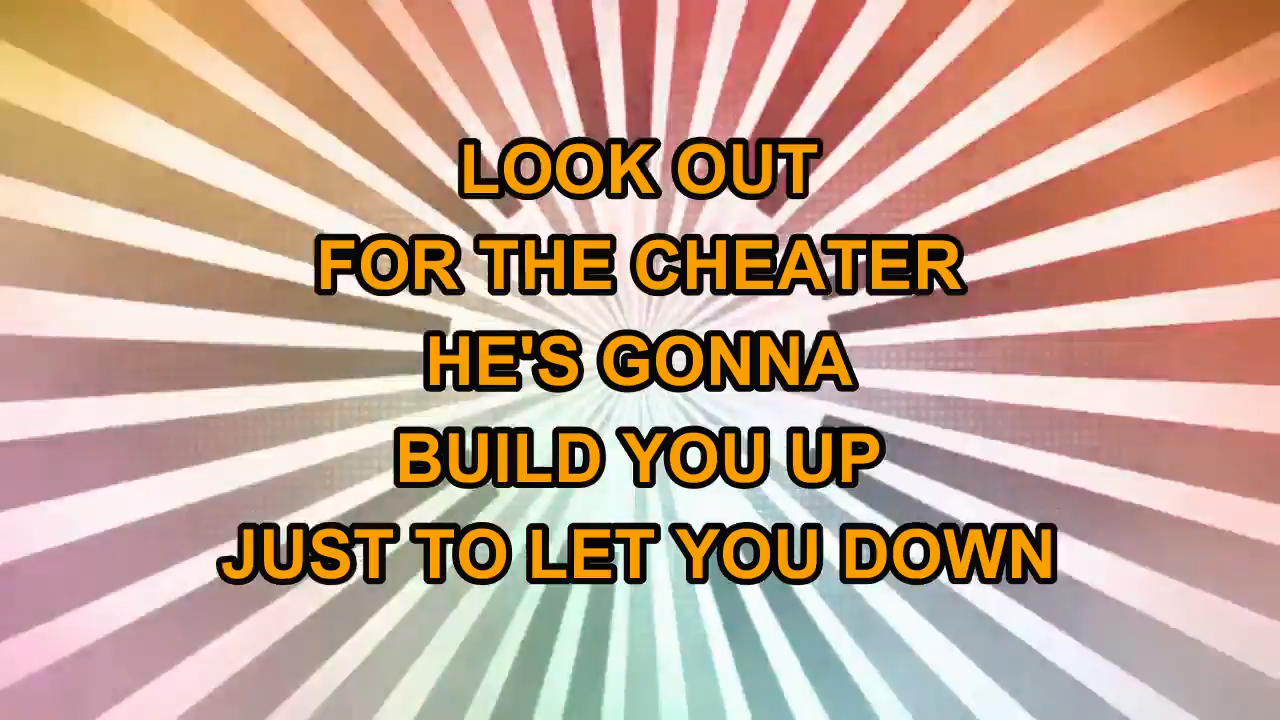 LOOK OUT
FOR THE CHEATER
HE'S GONNA
BUILD YOU UP
JUST TO LET YOU DOWN